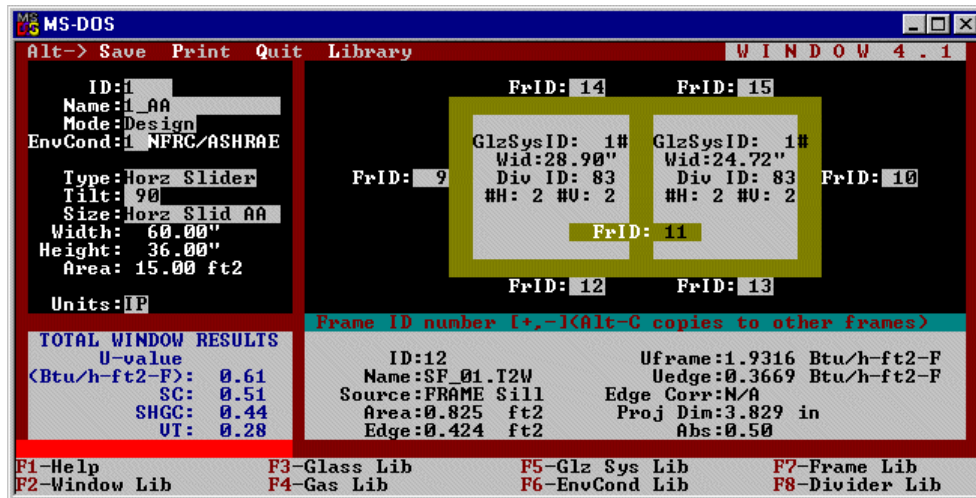 MS-DOS
Alt-> Save Print Quit Library WINDOW 4.1
ID:1
Name:1_AA
Mode:Design
EnvCond:1 NFRC/ASHRAE
Type:Horz Slider
Tilt: 90
Size:Horz Slid AA
Width: 60.00"
Height: 36.00"
Area: 15.00 ft2
Units:IP
FrID: 14 FrID: 15
GlzSysID: 1# GlzSysID: 1#
Wid:28.90" Wid:24.72"
FrID: 9 Div ID: 83 Div ID: 83 FrID: 10
#H: 2 #V: 2 #H: 2 #V: 2
FrID: 11
FrID: 12 FrID: 13
Frame ID number [+,-]<Alt-C copies to other frames>
TOTAL WINDOW RESULTS
U-value
<Btu/h-ft2-F>: 0.61
SC: 0.51
SHGC: 0.44
VT: 0.28
ID:12 Uframe:1.9316 Btu/h-ft2-F
Name:SF_01.T2W Uedge:0.3669 Btu/h-ft2-F
Source:FRAME Sill Edge Corr:N/A
Area:0.825 ft2 Proj Dim:3.829 in
Edge:0.424 ft2 Abs:0.50
F1-Help F3-Glass Lib F5-Glz Sys Lib F7-Frame Lib
F2-Window Lib F4-Gas Lib F6-EnvCond Lib F8-Divider Lib